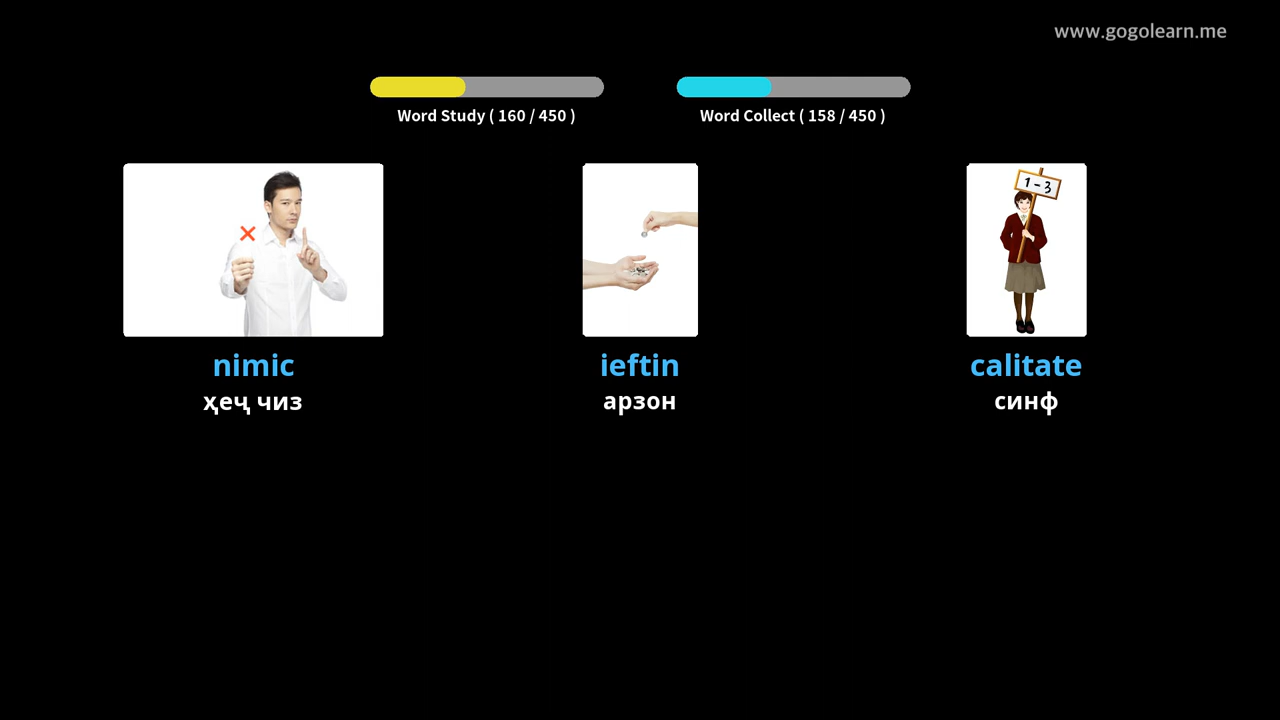 www.gogolearn.me
Word Study ( 160 / 450 )
Word Collect ( 158 / 450 )
1 - 3
nimic
ieftin
calitate
ҳеҷ чиз
арзон
синф